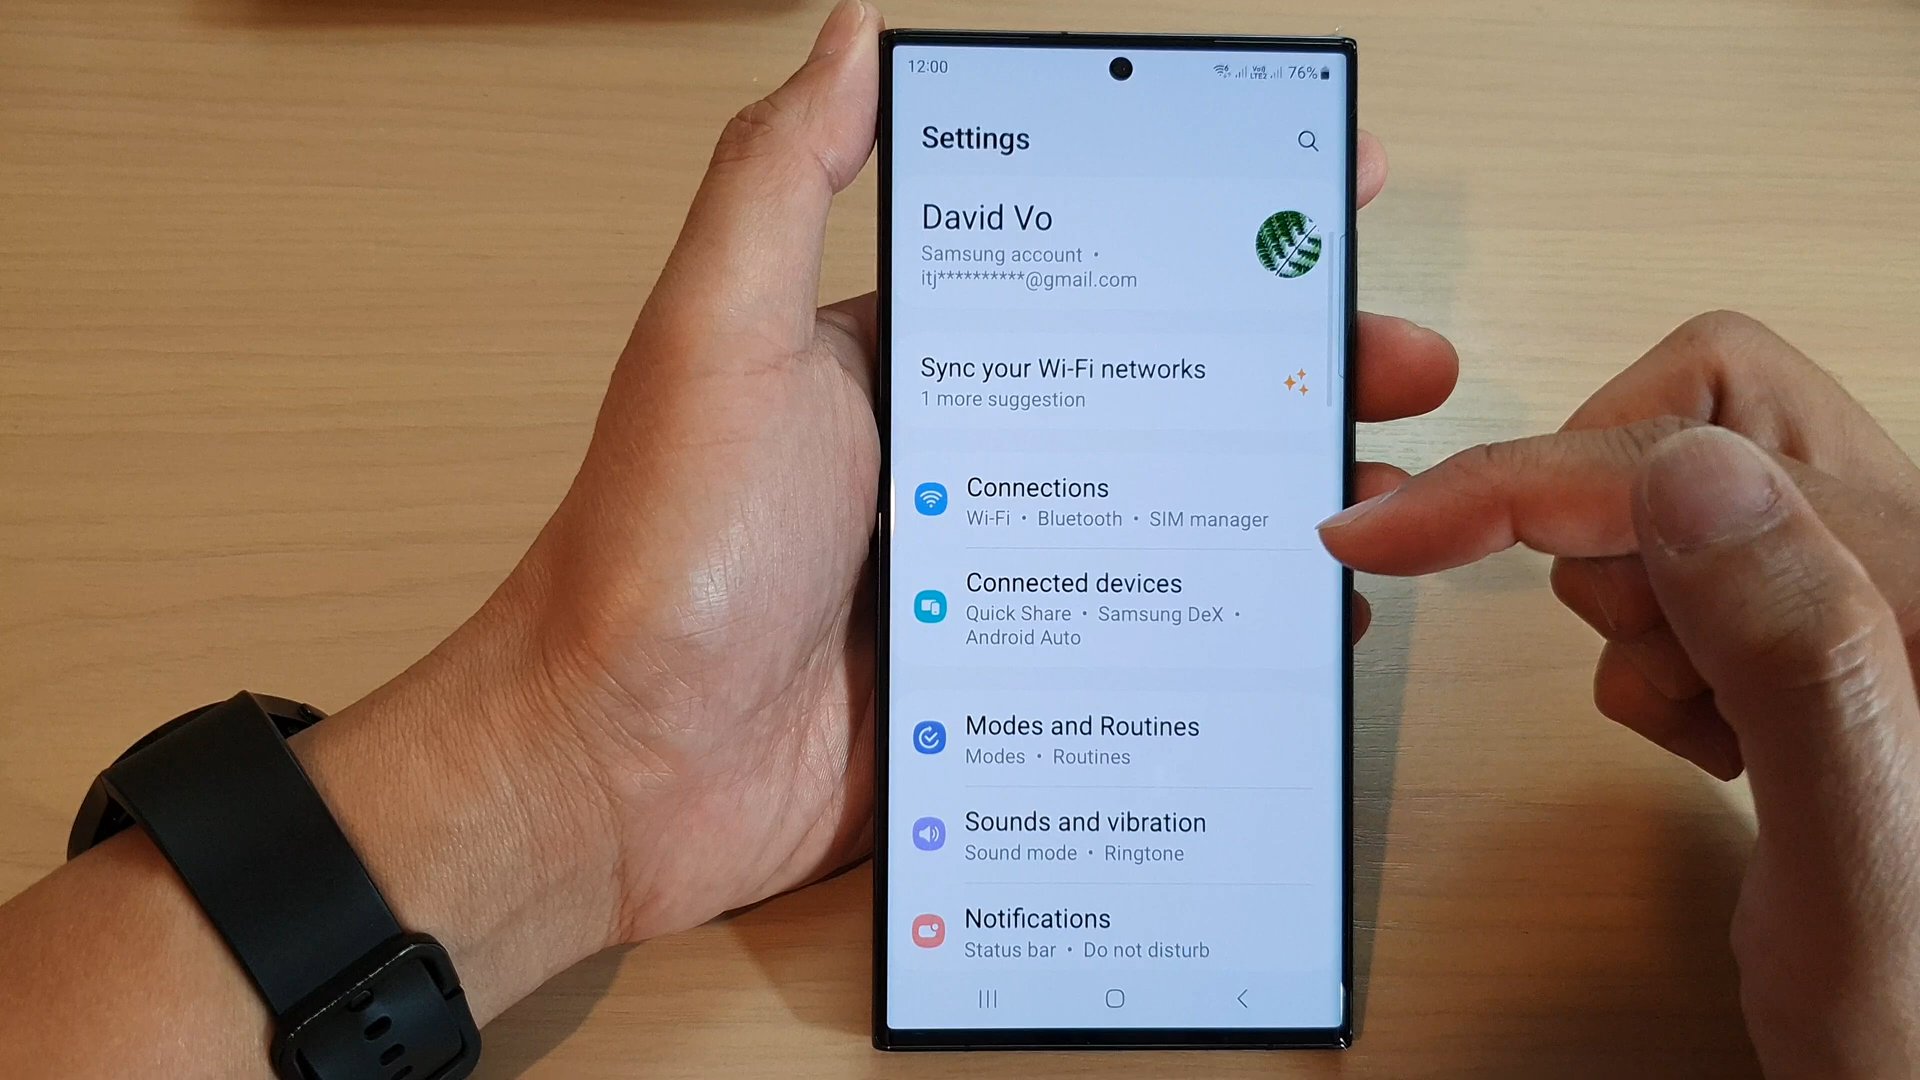 12:00
Vo))
LTE2
76%
Settings
David Vo
Samsung account •
itj**********@gmail.com
Sync your Wi-Fi networks
1 more suggestion
Connections
Wi-Fi • Bluetooth • SIM manager
Connected devices
Quick Share • Samsung DeX •
Android Auto
Modes and Routines
Modes • Routines
Sounds and vibration
Sound mode • Ringtone
Notifications
Status bar • Do not disturb